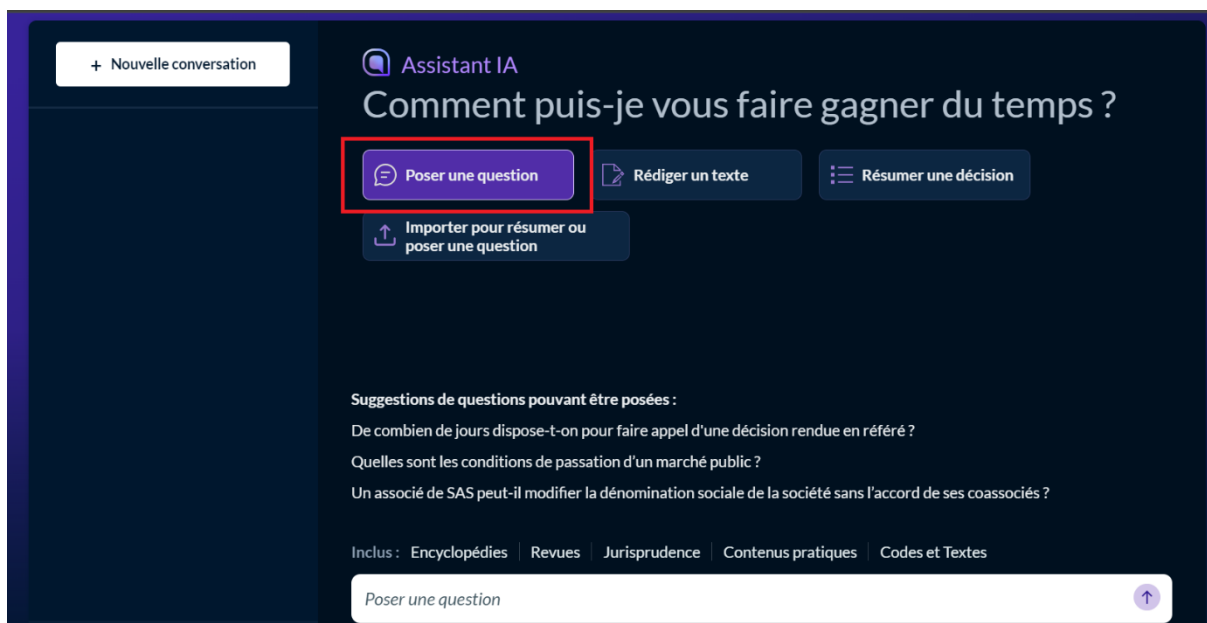 + Nouvelle conversation
Assistant IA
Comment puis-je vous faire gagner du temps ?
Poser une question
Rédiger un texte
Résumer une décision
Importer pour résumer ou
poser une question
Suggestions de questions pouvant être posées :
De combien de jours dispose-t-on pour faire appel d'une décision rendue en référé ?
Quelles sont les conditions de passation d’un marché public ?
Un associé de SAS peut-il modifier la dénomination sociale de la société sans l’accord de ses coassociés ?
Inclus : Encyclopédies Revues Jurisprudence Contenus pratiques Codes et Textes
Poser une question